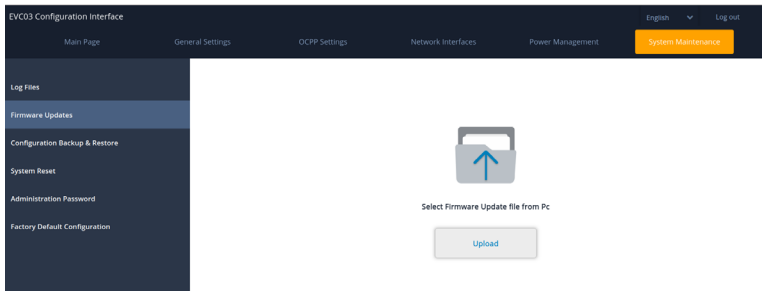 EVC03 Configuration Interface
English
Log out
Main Page
General Settings
OCPP Settings
Network Interfaces
Power Management
System Maintenance
Log Files
Firmware Updates
Configuration Backup & Restore
System Reset
Administration Password
Factory Default Configuration
Select Firmware Update file from Pc
Upload